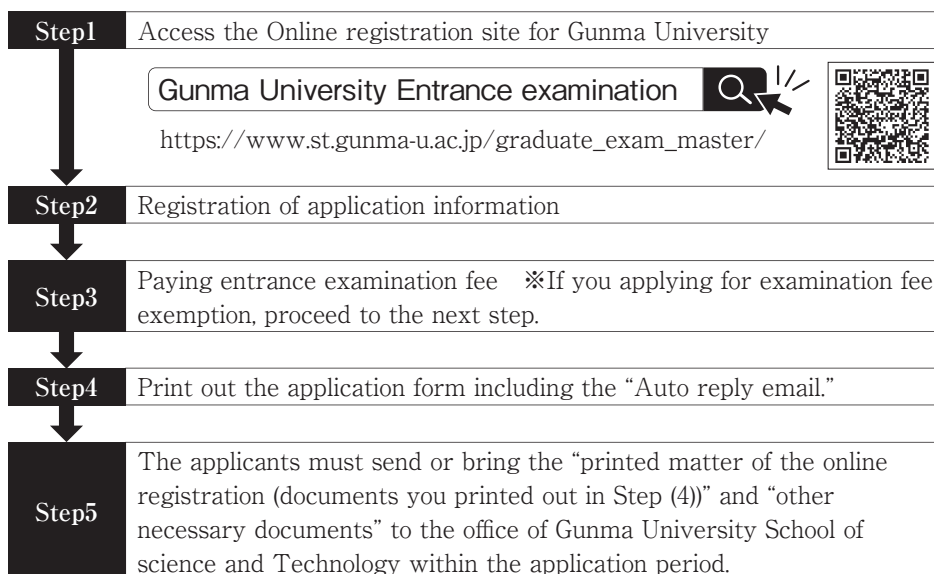 Step1 Access the Online registration site for Gunma University
Gunma University Entrance examination
https://www.st.gunma-u.ac.jp/graduate_exam_master/
Step2 Registration of application information
Step3 Paying entrance examination fee ※If you applying for examination fee
exemption, proceed to the next step.
Step4 Print out the application form including the “Auto reply email.”
Step5 The applicants must send or bring the “printed matter of the online
registration (documents you printed out in Step (4))” and “other
necessary documents” to the office of Gunma University School of
science and Technology within the application period.